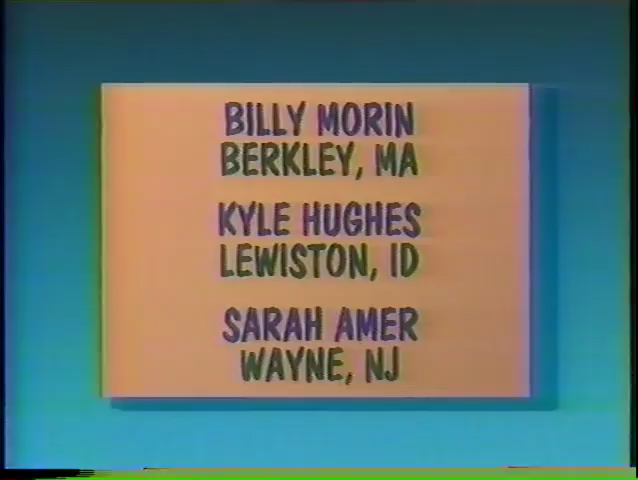 BILLY MORIN
BERKLEY, MA
KYLE HUGHES
LEWISTON, ID
SARAH AMER
WAYNE, NJ